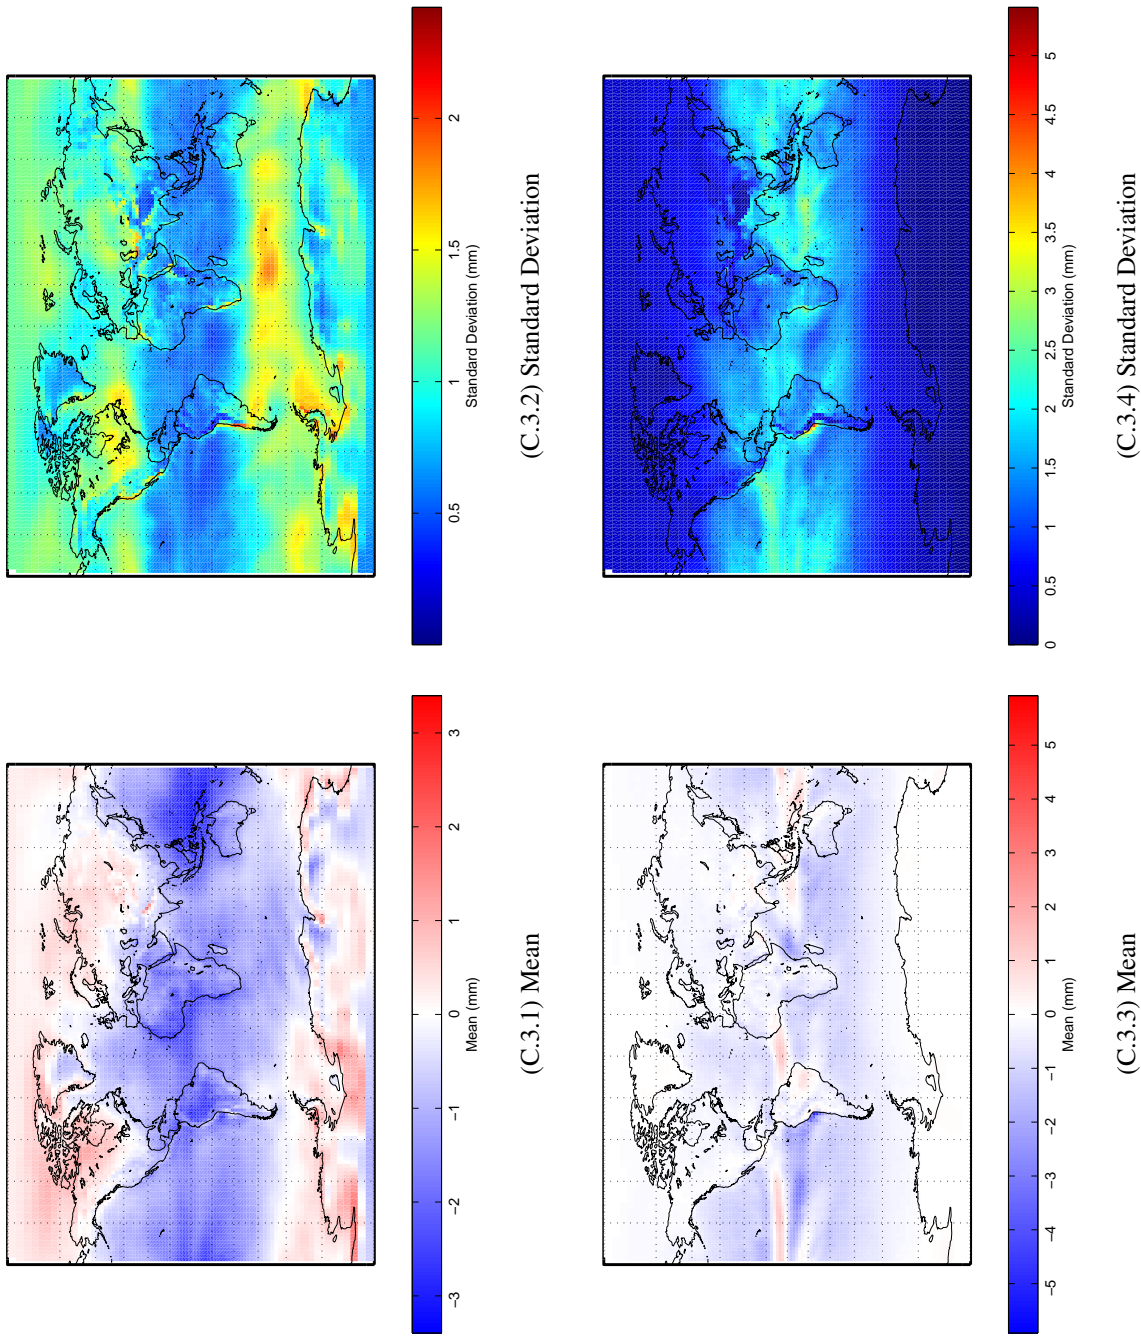 −3 −2 −1 0 1 2 3
Mean (mm)
(C.3.1) Mean
0.5 1 1.5 2
Standard Deviation (mm)
(C.3.2) Standard Deviation
−5 −4 −3 −2 −1 0 1 2 3 4 5
Mean (mm)
(C.3.3) Mean
0 0.5 1 1.5 2 2.5 3 3.5 4 4.5 5
Standard Deviation (mm)
(C.3.4) Standard Deviation